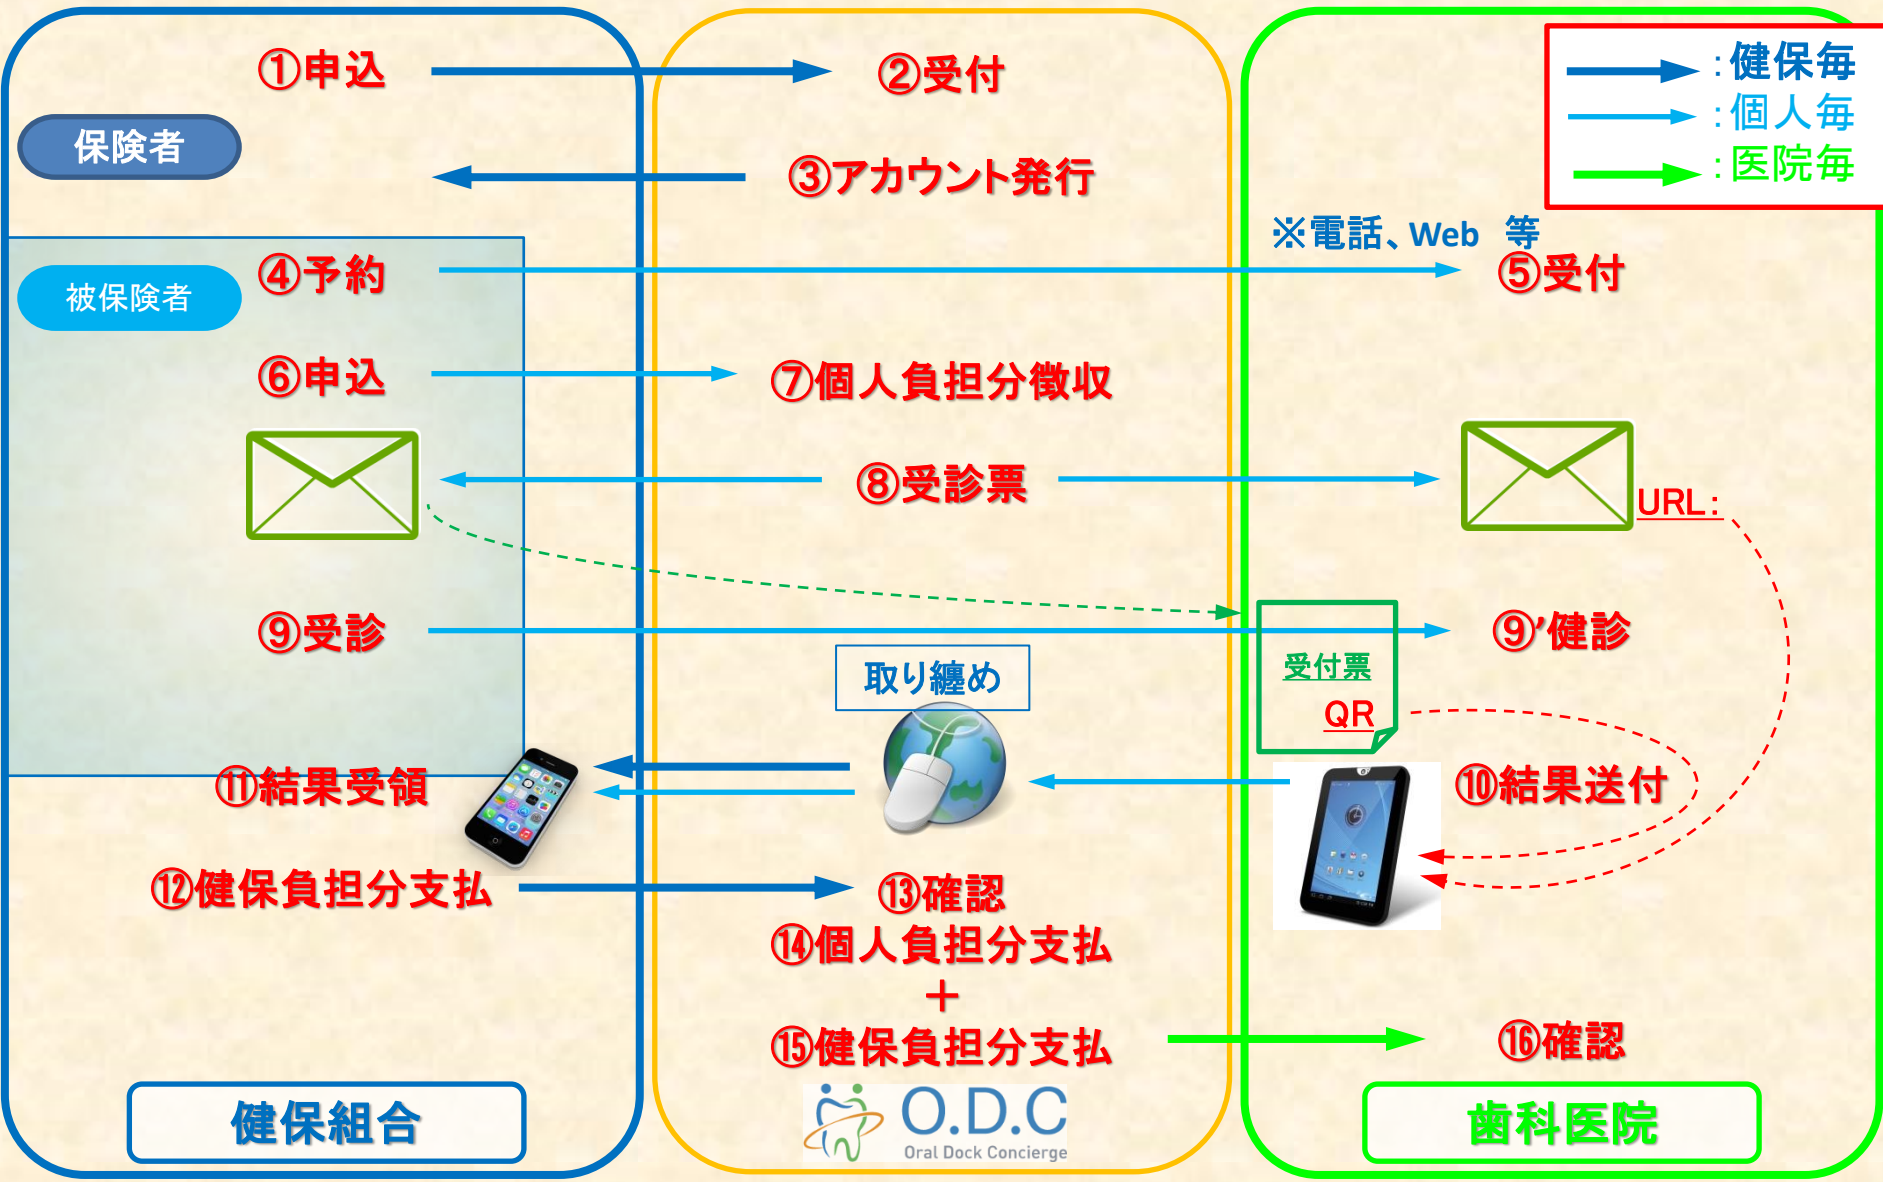 ①申込
②受付
：健保毎
：個人毎
：医院毎
保険者
③アカウント発行
※電話、Web 等
④予約
⑤受付
被保険者
⑥申込
⑦個人負担分徴収
⑧受診票
URL：
⑨受診
⑨’健診
受付票
QR
取り纏め
⑪結果受領
⑩結果送付
⑫健保負担分支払
⑬確認
⑭個人負担分支払
＋
⑮健保負担分支払
⑯確認
健保組合
O.D.C
Oral Dock Concierge
歯科医院